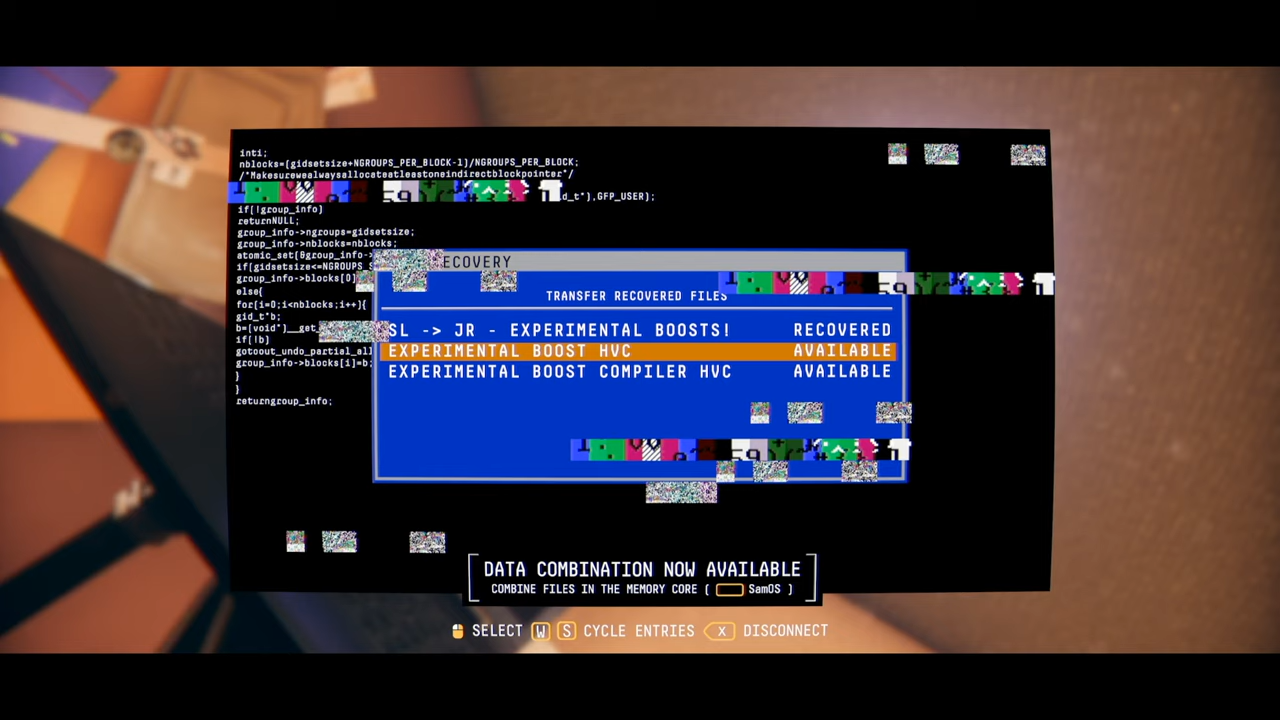 inti;
nblocks=[gidsetsize+NGROUPS_PER_BLOCK-1]/NGROUPS_PER_BLOCK;
/*Makesurewealwaysallocateatleastoneindirectblockpointer*/
d_t*),GFP_USER);
if[!group_info]
returnNULL;
group_info->ngroups=gidsetsize;
group_info->nblocks=nblocks;
atomic_set[&group_info->
if[gidsetsize<=NGROUPS_S
group_info->blocks[0]
else{
for[i=0;i<nblocks;i++]{
gid_t*b;
b=[void*]__get_
if[!b]
gotoout_undo_partial_all
group_info->blocks[i]=b;
}
}
returngroup_info;
ECOVERY
TRANSFER RECOVERED FILES
SL -> JR - EXPERIMENTAL BOOSTS! RECOVERED
EXPERIMENTAL BOOST HVC AVAILABLE
EXPERIMENTAL BOOST COMPILER HVC AVAILABLE
DATA COMBINATION NOW AVAILABLE
COMBINE FILES IN THE MEMORY CORE ( SamOS )
SELECT W S CYCLE ENTRIES X DISCONNECT